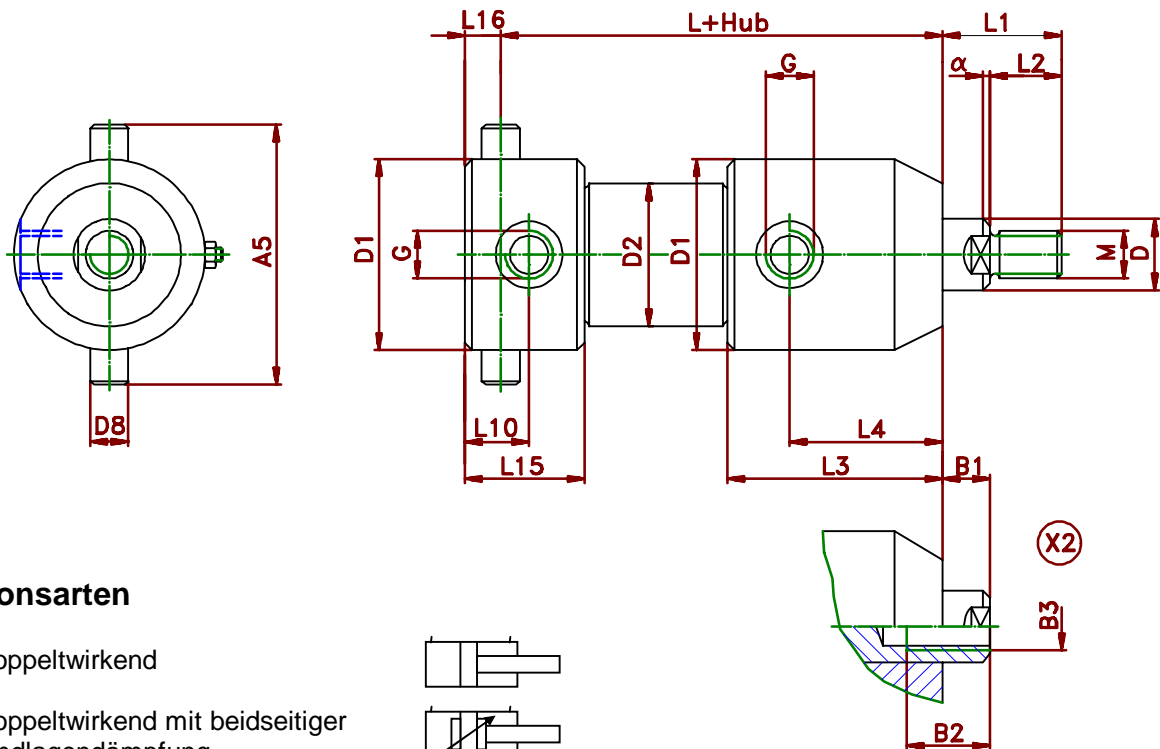 L16
L+Hub
L1
G
α
L2
A5
D1
G
D2
D1
M
D
D8
L10
L4
L15
L3
B1
X2
B3
B2
onsarten
oppeltwirkend
oppeltwirkend mit beidseitiger
ndlagendämpfung